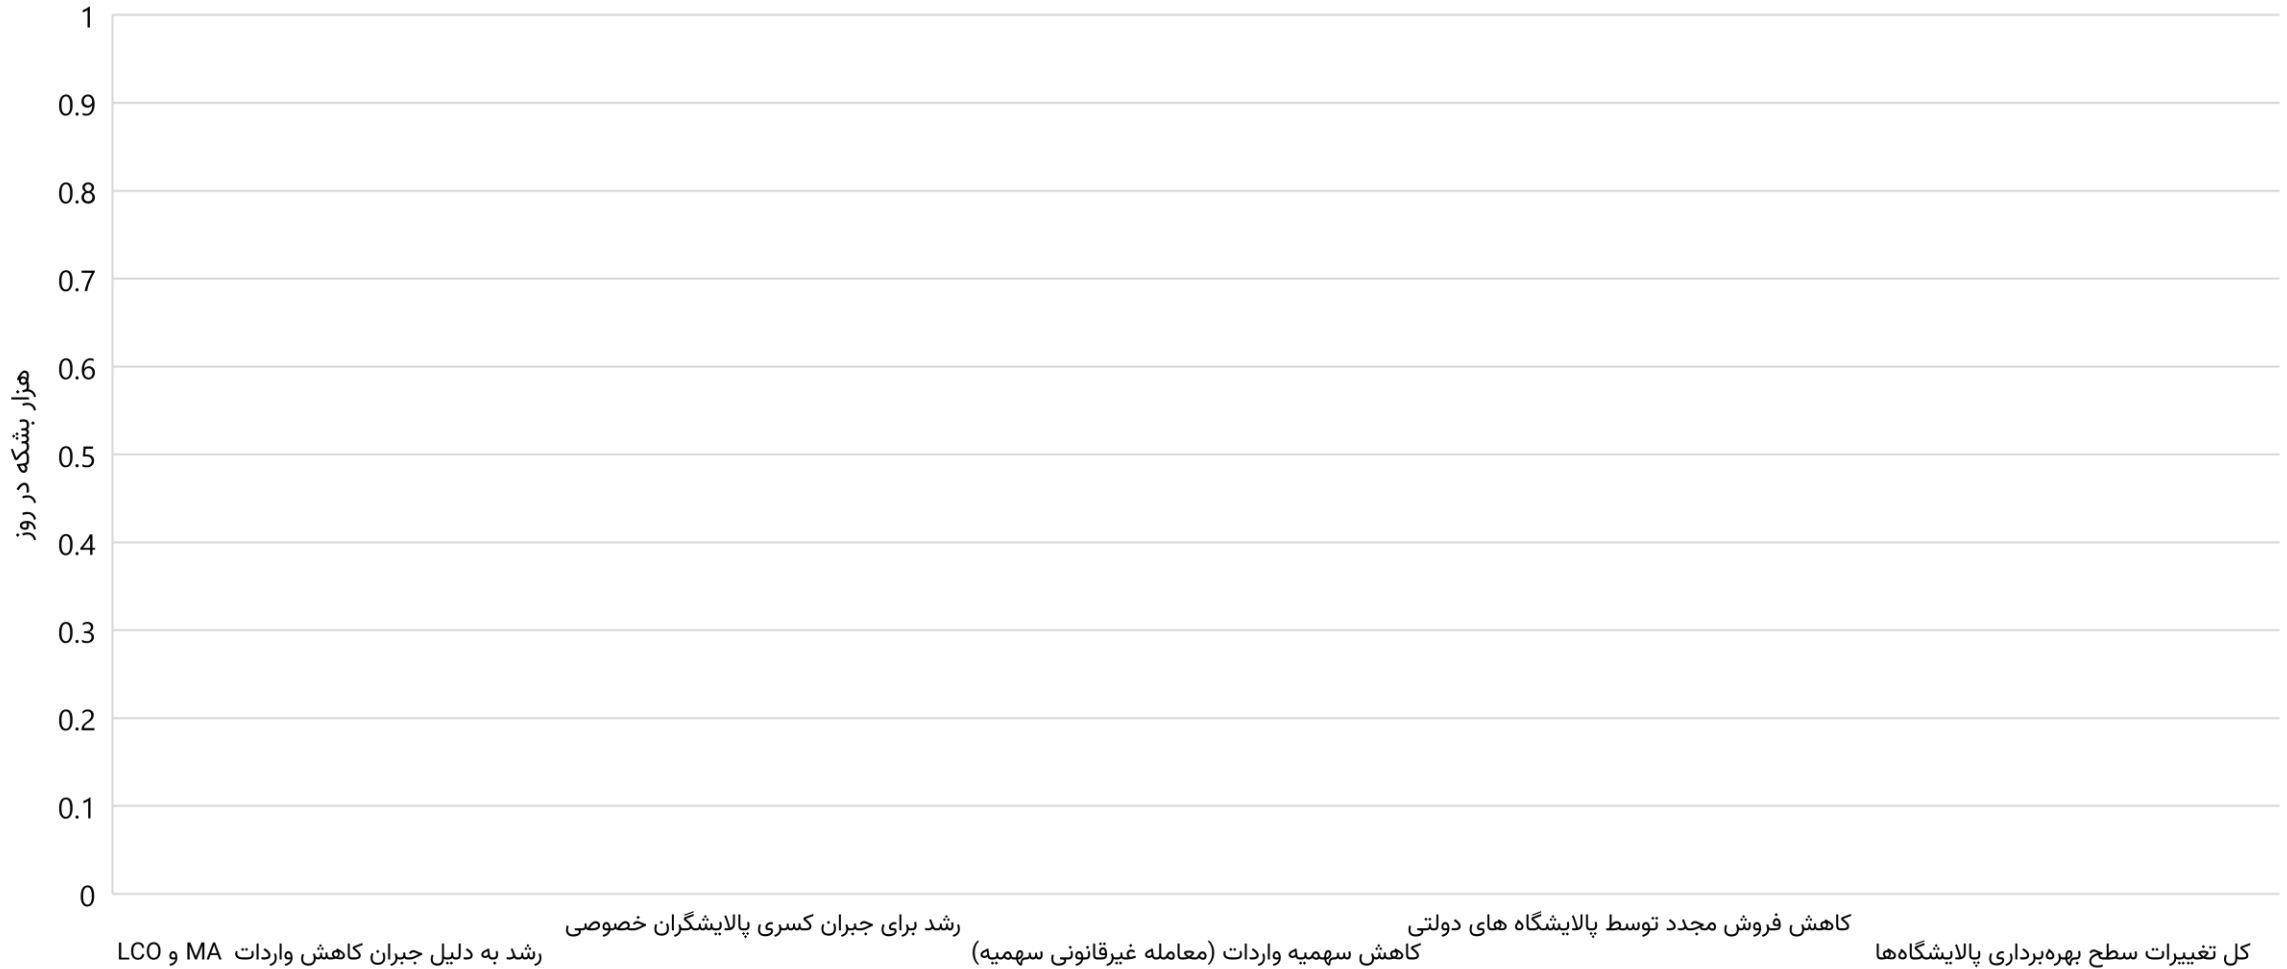 1
0.9
0.8
0.7
0.6
0.5
0.4
0.3
0.2
0.1
0
هزار بشکه در روز
رشد به دلیل جبران کاهش واردات MA و LCO
رشد برای جبران کسری پالایشگران خصوصی
کاهش سهمیه واردات (معامله غیرقانونی سهمیه)
کاهش فروش مجدد توسط پالایشگاه های دولتی
کل تغییرات سطح بهره‌برداری پالایشگاه‌ها